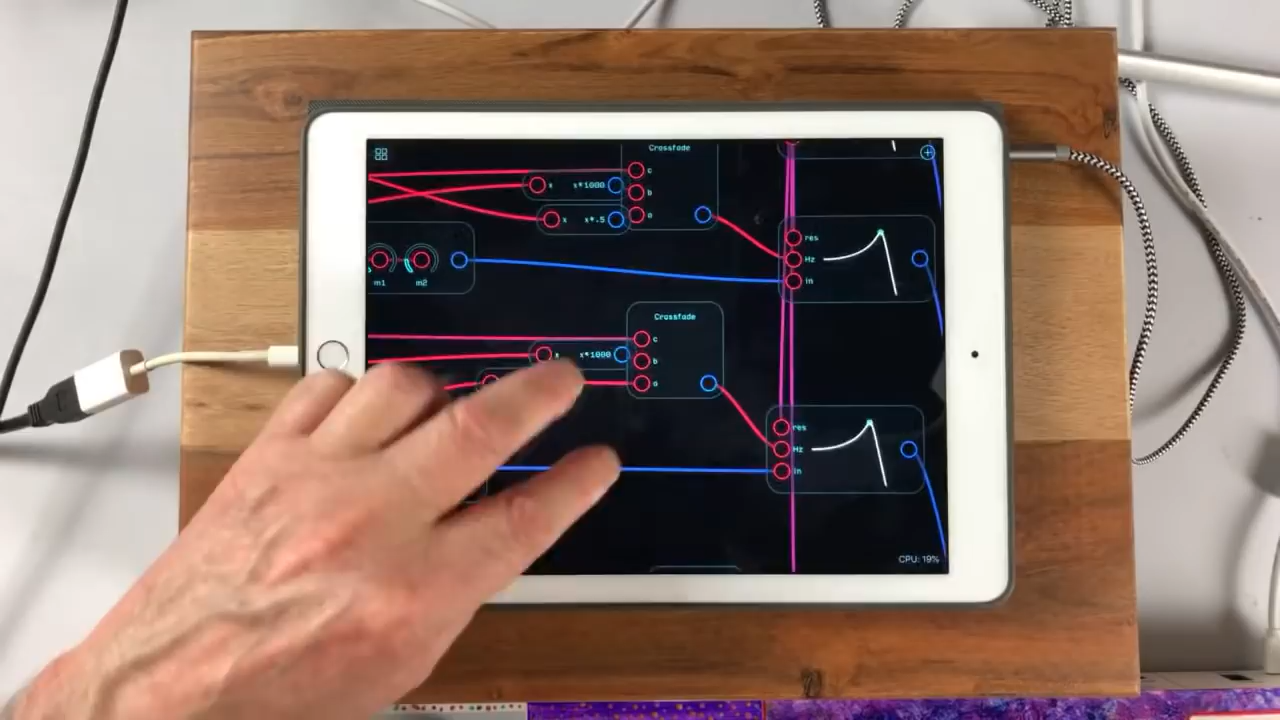 Crossfade
c
x x*1000
b
x x*.5
a
res
Hz
in
m1 m2
Crossfade
c
x x*1000
b
a
res
Hz
in
CPU: 19%